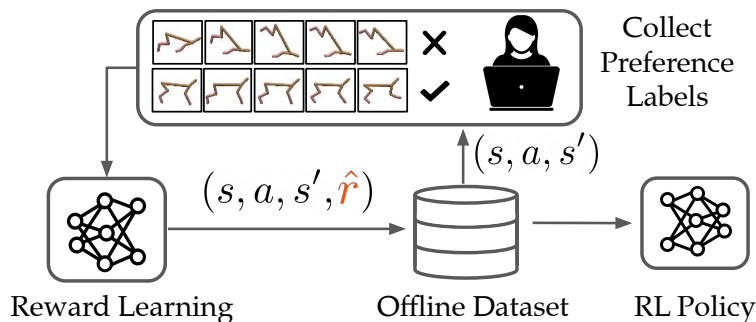 Collect
Preference
Labels
(s, a, s′)
(s, a, s′, r̂)
Reward Learning
Offline Dataset
RL Policy